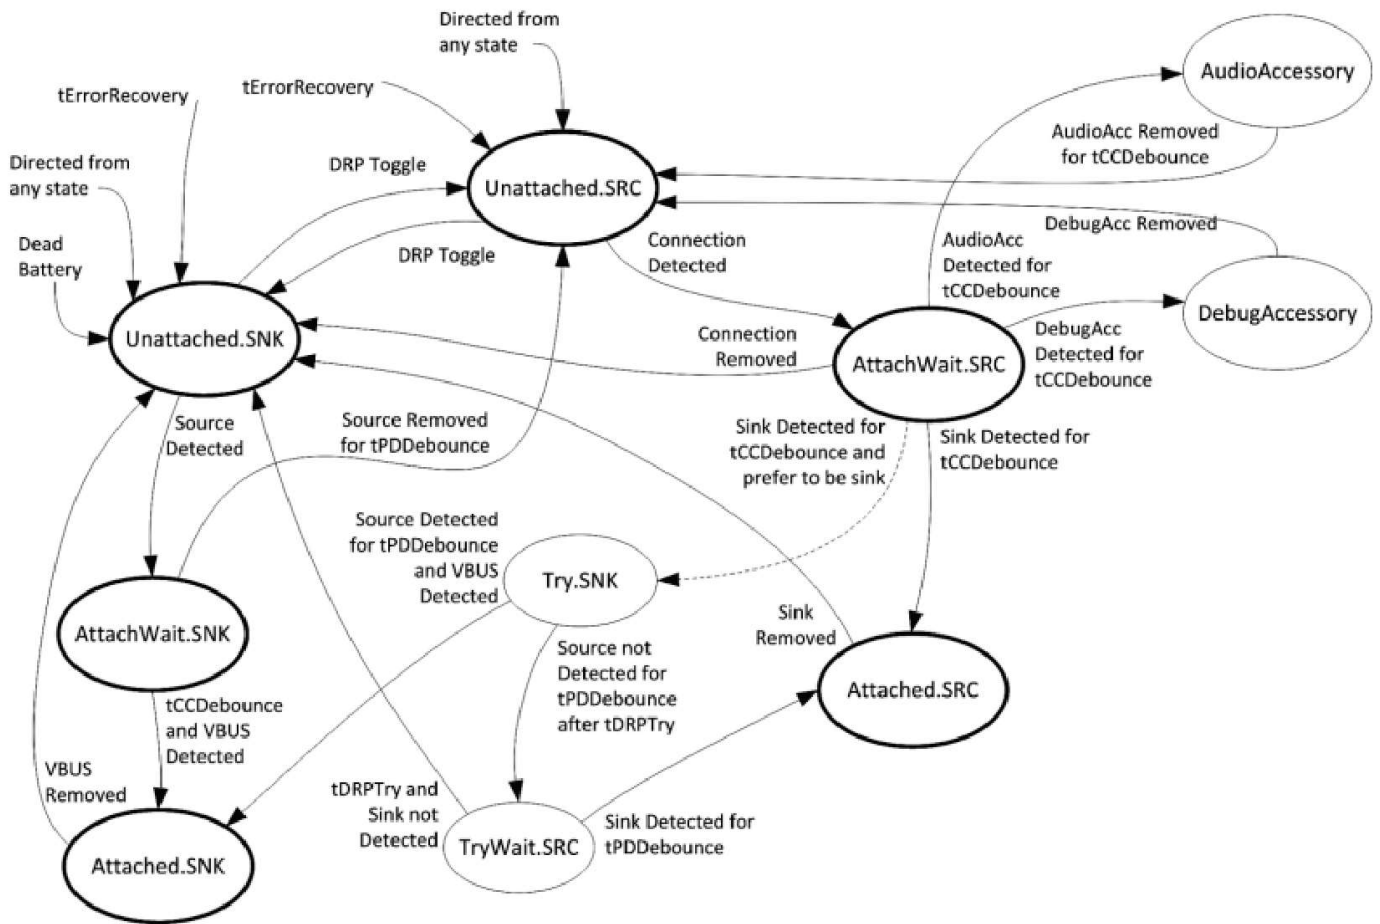 Directed from
any state
AudioAccessory
tErrorRecovery
tErrorRecovery
AudioAcc Removed
for tCCDebounce
Directed from
any state
DRP Toggle
Unattached.SRC
DebugAcc Removed
Dead
Battery
DRP Toggle
Connection
Detected
AudioAcc
Detected for
tCCDebounce
DebugAccessory
Unattached.SNK
Connection
Removed
AttachWait.SRC
DebugAcc
Detected for
tCCDebounce
Source
Detected
Source Removed
for tPDDebounce
Sink Detected for
tCCDebounce and
prefer to be sink
Sink Detected for
tCCDebounce
Source Detected
for tPDDebounce
and VBUS
Detected
Try.SNK
AttachWait.SNK
Sink
Removed
Source not
Detected for
tPDDebounce
after tDRPTry
Attached.SRC
tCCDebounce
and VBUS
Detected
VBUS
Removed
tDRPTry and
Sink not
Detected
TryWait.SRC
Sink Detected for
tPDDebounce
Attached.SNK